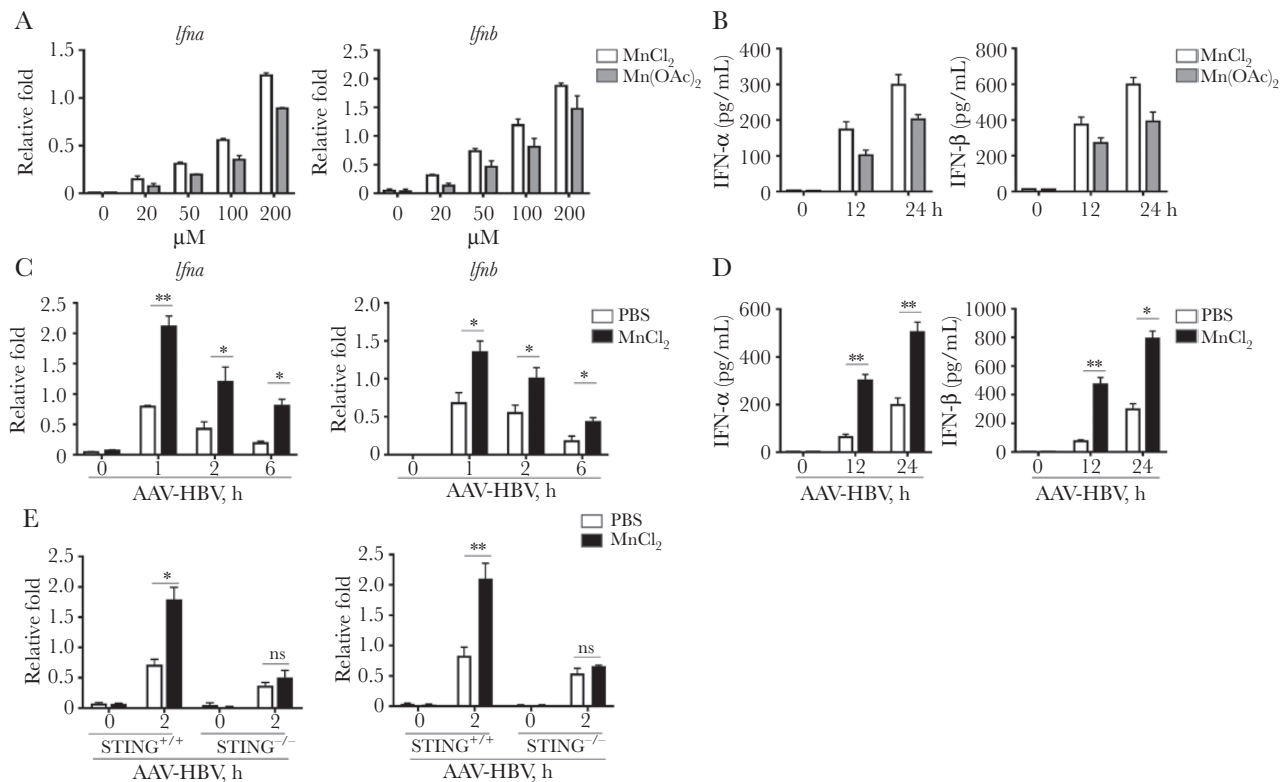 A
lfna
lfnb
Relative fold
1.5
1.0
0.5
0
0 20 50 100 200
μM
Relative fold
2.5
2.0
1.5
1.0
0.5
0
0 20 50 100 200
μM
MnCl₂
Mn(OAc)₂
B
IFN-α (pg/mL)
400
300
200
100
0
0 12 24 h
IFN-β (pg/mL)
800
600
400
200
0
0 12 24 h
MnCl₂
Mn(OAc)₂
C
lfna
lfnb
Relative fold
2.5
2.0
1.5
1.0
0.5
0
** * *
0 1 2 6
AAV-HBV, h
Relative fold
2.0
1.5
1.0
0.5
0
* * *
0 1 2 6
AAV-HBV, h
PBS
MnCl₂
D
IFN-α (pg/mL)
600
400
200
0
** **
0 12 24
AAV-HBV, h
IFN-β (pg/mL)
1000
800
600
400
200
0
** *
0 12 24
AAV-HBV, h
PBS
MnCl₂
E
PBS
MnCl₂
Relative fold
2.5
2.0
1.5
1.0
0.5
0
* ns
0 2 0 2
STING⁺/⁺ STING⁻/⁻
AAV-HBV, h
Relative fold
2.5
2.0
1.5
1.0
0.5
0
** ns
0 2 0 2
STING⁺/⁺ STING⁻/⁻
AAV-HBV, h